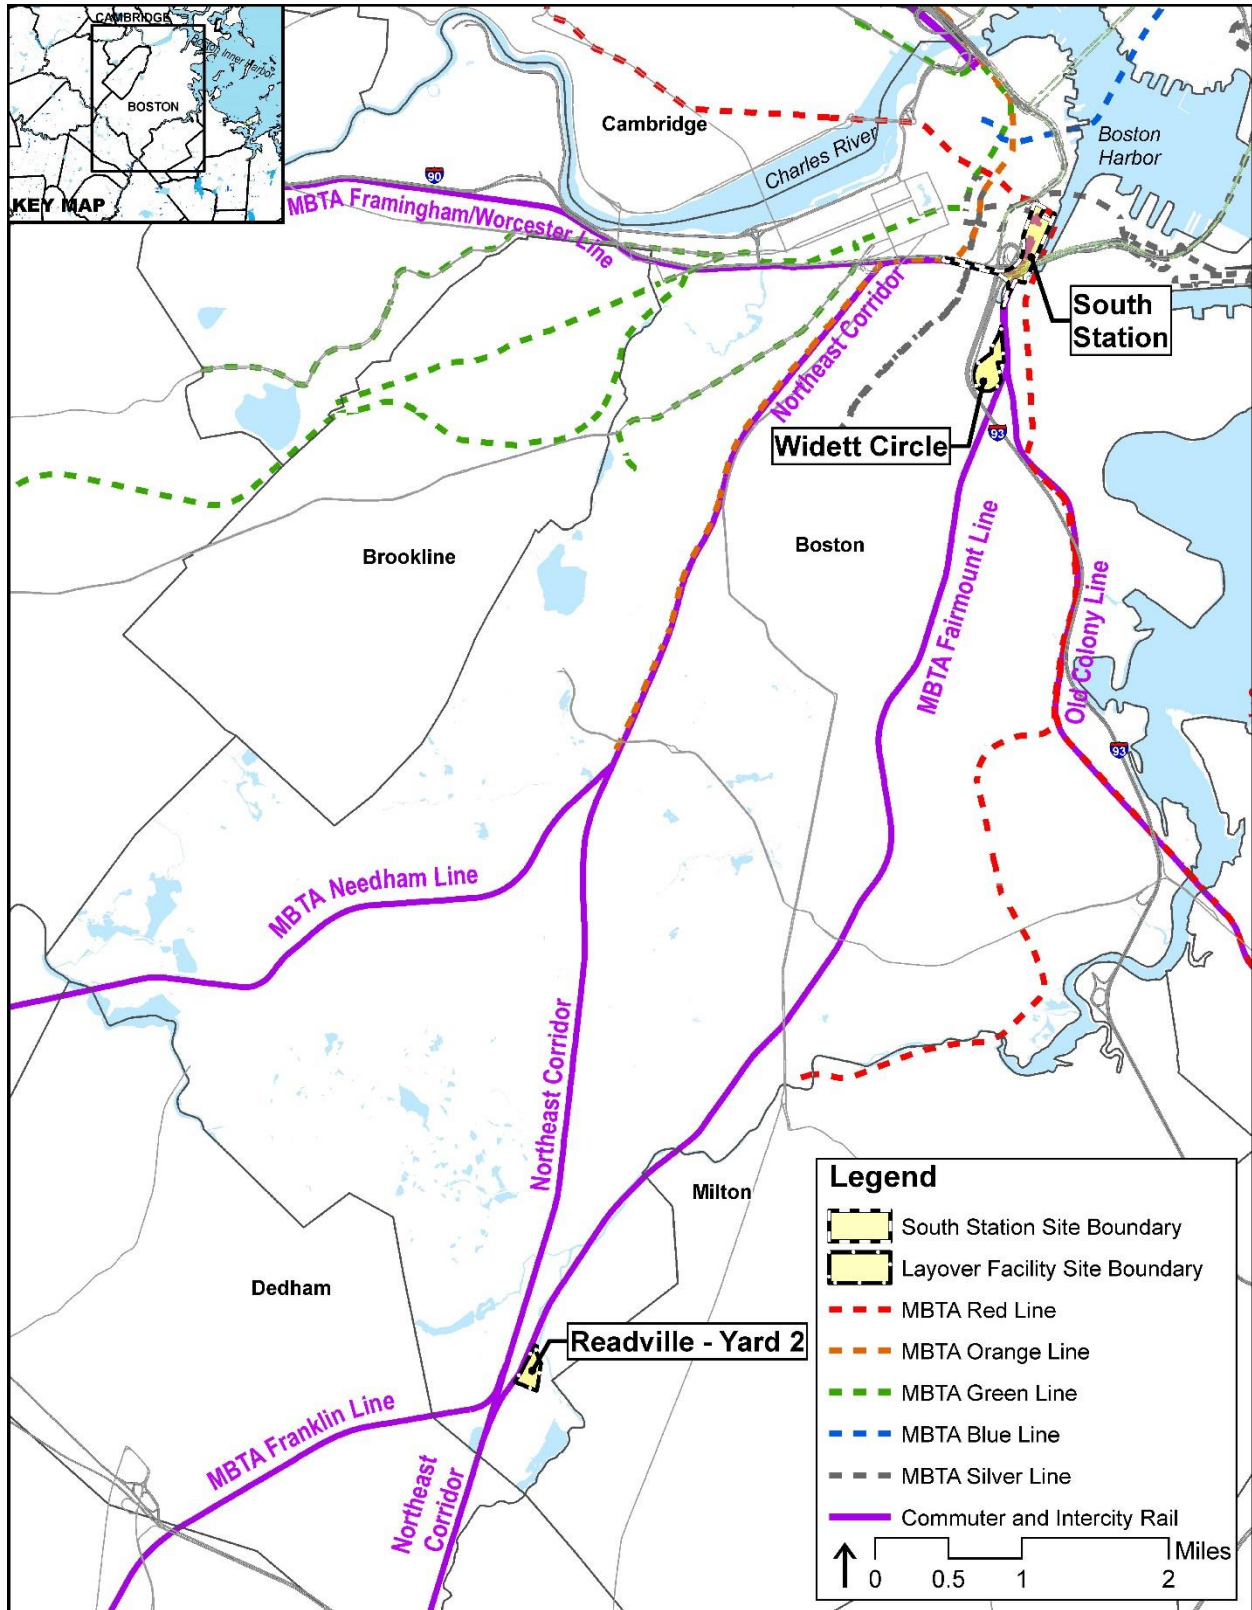 CAMBRIDGE
Boston Inner Harbor
BOSTON
KEY MAP
Cambridge
Charles River
Boston
Harbor
90
MBTA Framingham/Worcester Line
South
Station
Northeast Corridor
Widett Circle
93
Brookline
Boston
MBTA Fairmount Line
Old Colony Line
93
MBTA Needham Line
Northeast Corridor
Milton
Dedham
Readville - Yard 2
MBTA Franklin Line
Northeast
Corridor
Legend
South Station Site Boundary
Layover Facility Site Boundary
MBTA Red Line
MBTA Orange Line
MBTA Green Line
MBTA Blue Line
MBTA Silver Line
Commuter and Intercity Rail
Miles
0 0.5 1 2